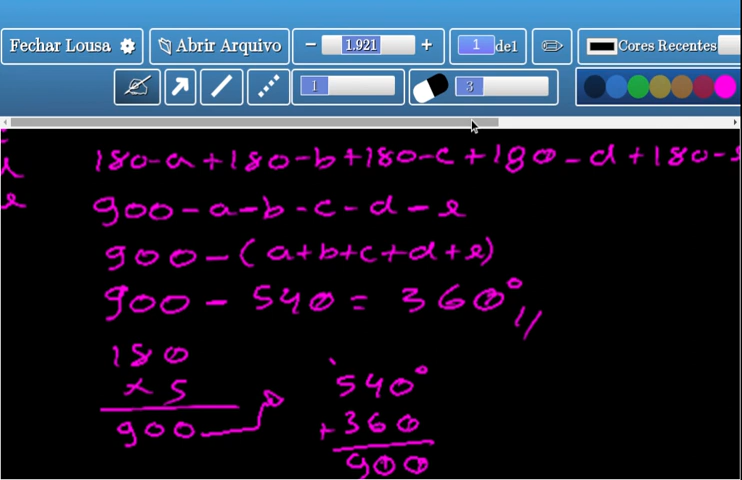 Fechar Lousa Abrir Arquivo - 1.921 + 1 de1 Cores Recentes
1 3
180-a+180-b+180-c+180-d+180-
e 900-a-b-c-d-e
900-(a+b+c+d+e)
900-540=360°//
180
×5
900
540°
+360
900